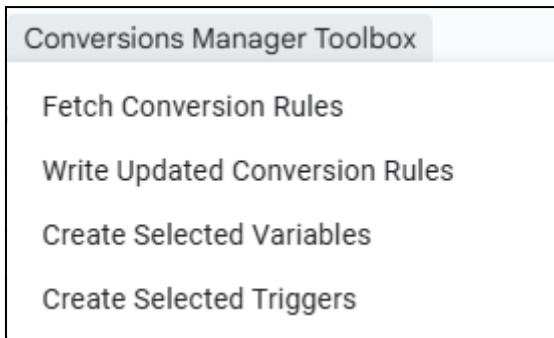 Conversions Manager Toolbox
Fetch Conversion Rules
Write Updated Conversion Rules
Create Selected Variables
Create Selected Triggers